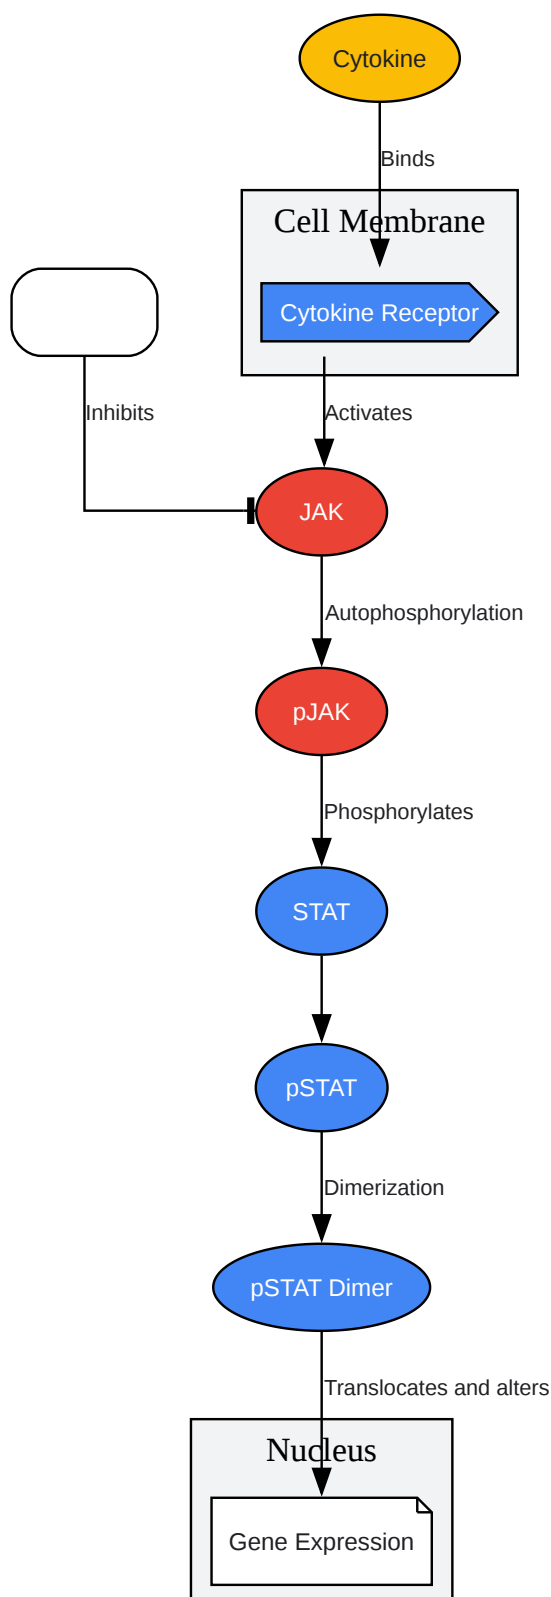 Cytokine
Binds
Cell Membrane
Cytokine Receptor
Inhibits
Activates
JAK
Autophosphorylation
pJAK
Phosphorylates
STAT
pSTAT
Dimerization
pSTAT Dimer
Translocates and alters
Nucleus
Gene Expression